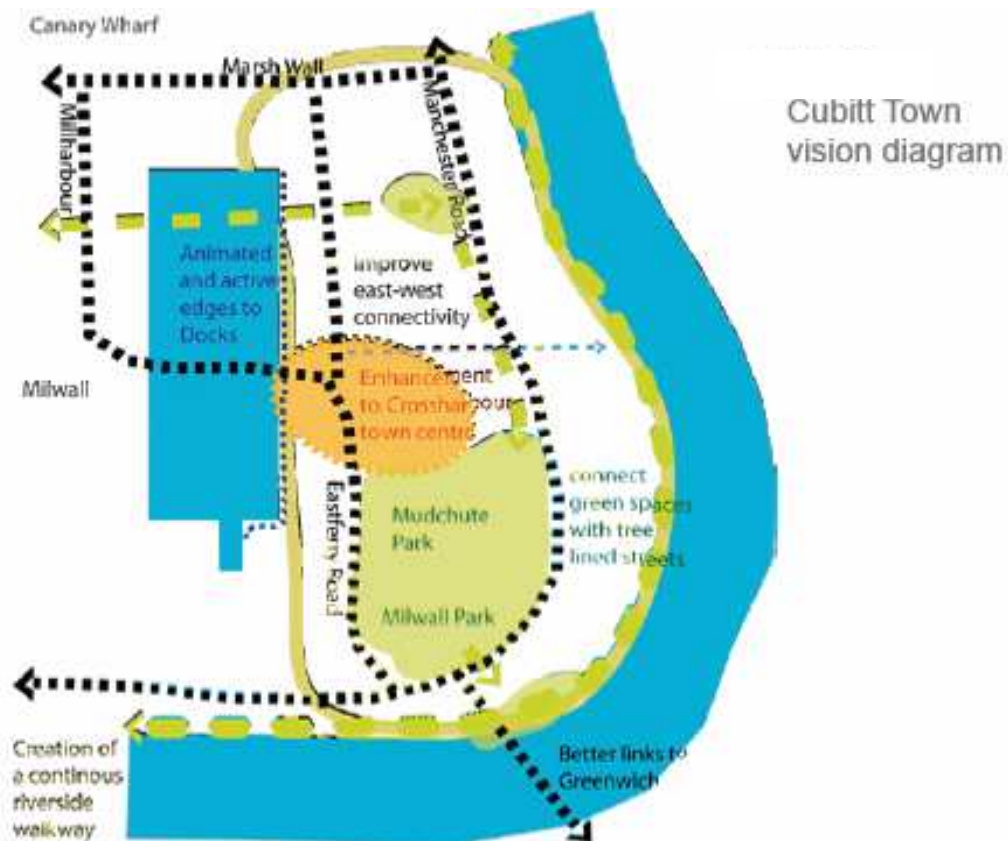 Canary Wharf
Marsh Wall
Cubitt Town
vision diagram
Millharbour
Manchester Road
Animated
and active
edges to
Docks
improve
east-west
connectivity
Milwall
Enhancement
to Crossharbour
town centre
Eastferry Road
Mudchute
Park
connect
green spaces
with tree
lined streets
Milwall Park
Creation of
a continous
riverside
walkway
Better links to
Greenwich